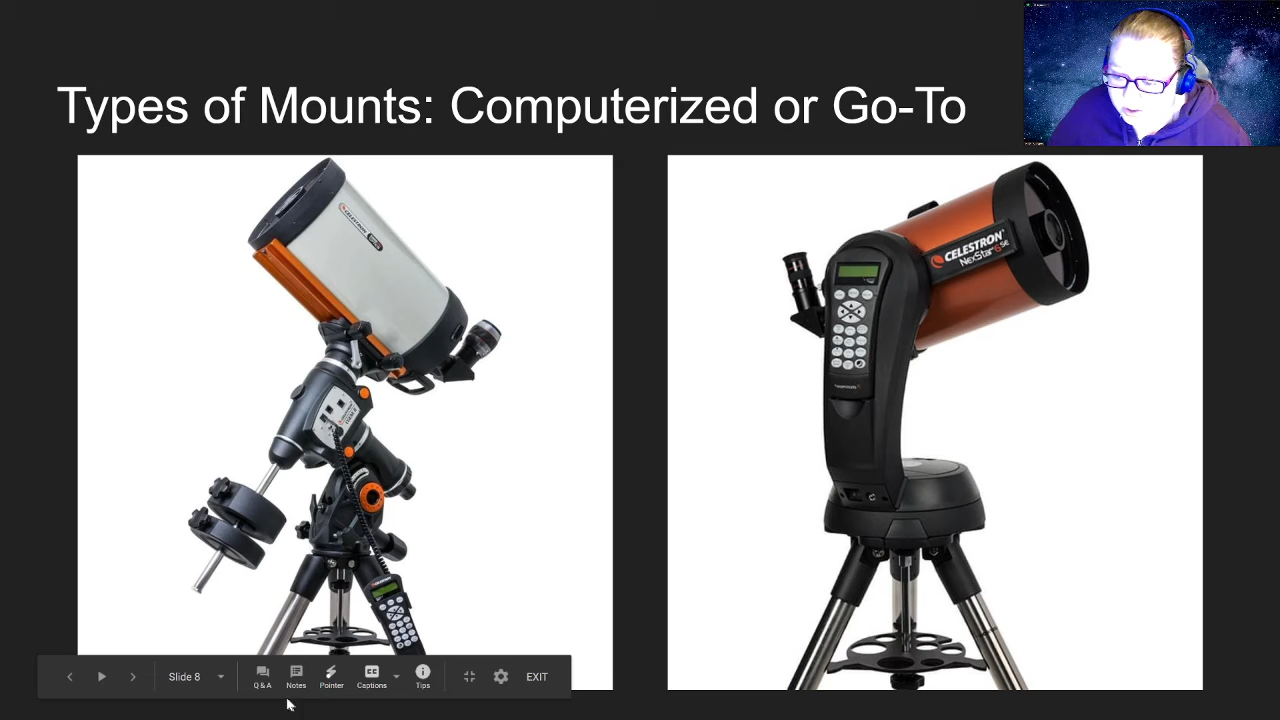 Types of Mounts: Computerized or Go-To
CELESTRON
CELESTRON
NexStar 6SE
Slide 8
Q & A
Notes
Pointer
Captions
Tips
EXIT